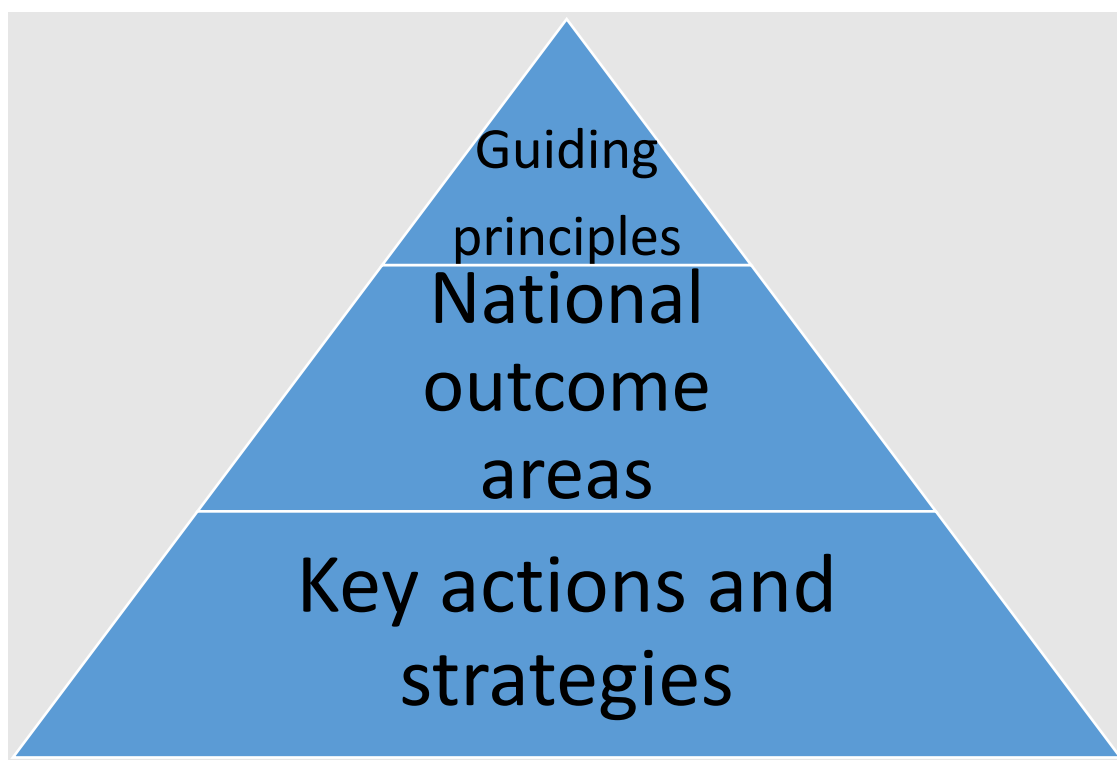 Guiding
principles
National
outcome
areas
Key actions and
strategies